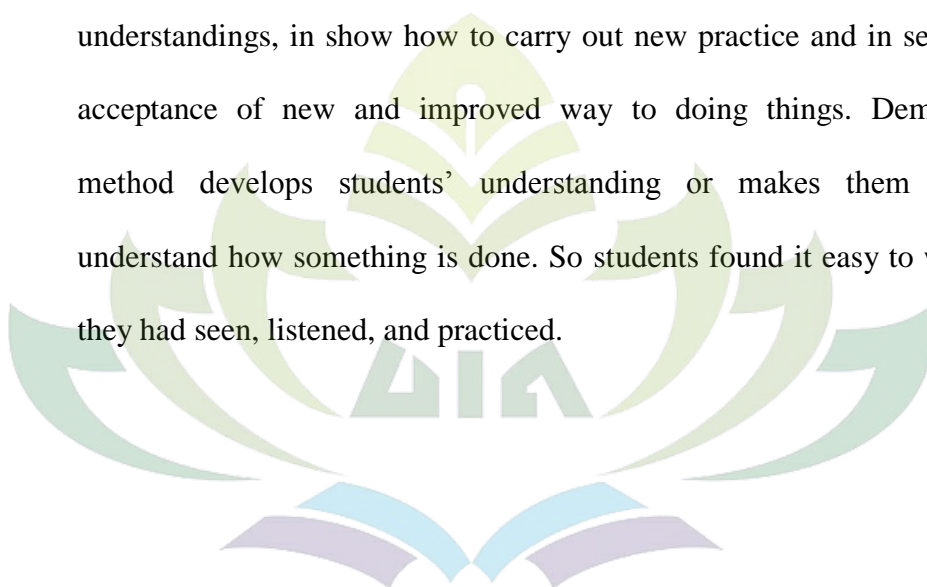 understandings, in show how to carry out new practice and in se
acceptance of new and improved way to doing things. Dem
method develops students’ understanding or makes them
understand how something is done. So students found it easy to
they had seen, listened, and practiced.
UIN